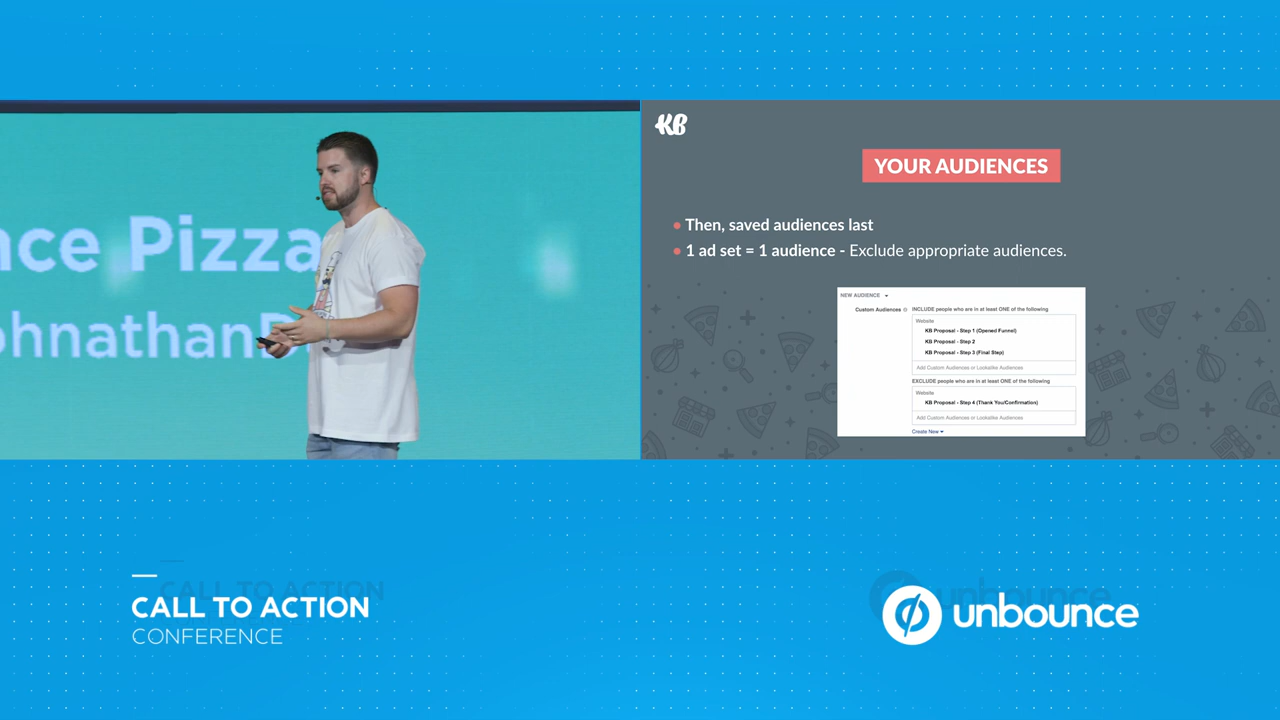 nce Pizza
ohnathanD
KB
YOUR AUDIENCES
Then, saved audiences last
1 ad set = 1 audience - Exclude appropriate audiences.
NEW AUDIENCE
Custom Audiences
INCLUDE people who are in at least ONE of the following
Website
KB Proposal - Step 1 (Opened Funnel)
KB Proposal - Step 2
KB Proposal - Step 3 (Final Step)
Add Custom Audiences or Lookalike Audiences
EXCLUDE people who are in at least ONE of the following
Website
KB Proposal - Step 4 (Thank You/Confirmation)
Add Custom Audiences or Lookalike Audiences
Create New
CALL TO ACTION
CONFERENCE
unbounce